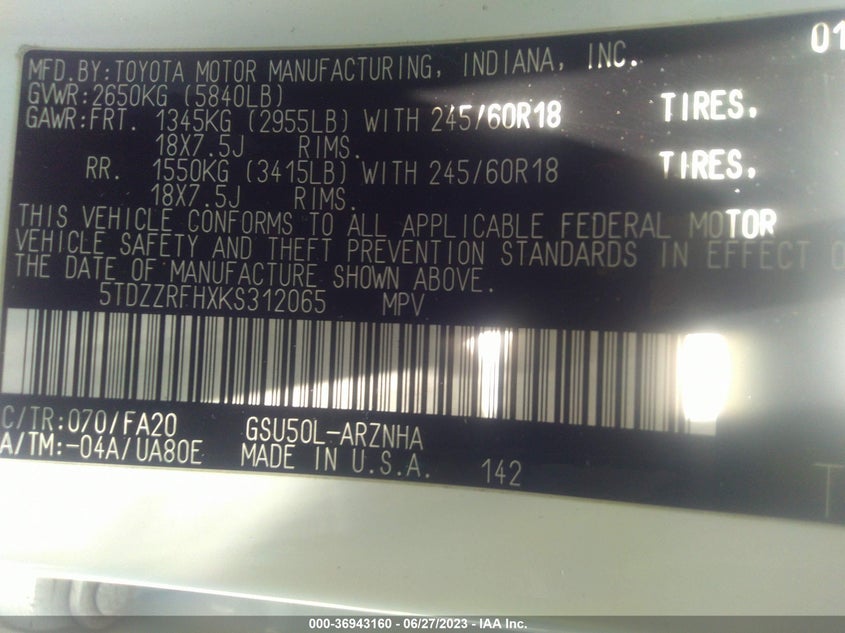 01
MFD.BY:TOYOTA MOTOR MANUFACTURING, INDIANA, INC.
GVWR:2650KG (5840LB)
GAWR:FRT. 1345KG (2955LB) WITH 245/60R18 TIRES.
18X7.5J RIMS.
RR. 1550KG (3415LB) WITH 245/60R18 TIRES.
18X7.5J RIMS.
THIS VEHICLE CONFORMS TO ALL APPLICABLE FEDERAL MOTOR
VEHICLE SAFETY AND THEFT PREVENTION STANDARDS IN EFFECT O
THE DATE OF MANUFACTURE SHOWN ABOVE.
5TDZZRFHXKS312065 MPV
C/TR:070/FA20 GSU50L-ARZNHA
A/TM:-04A/UA80E MADE IN U.S.A. 142
000-36943160 - 06/27/2023 - IAA Inc.